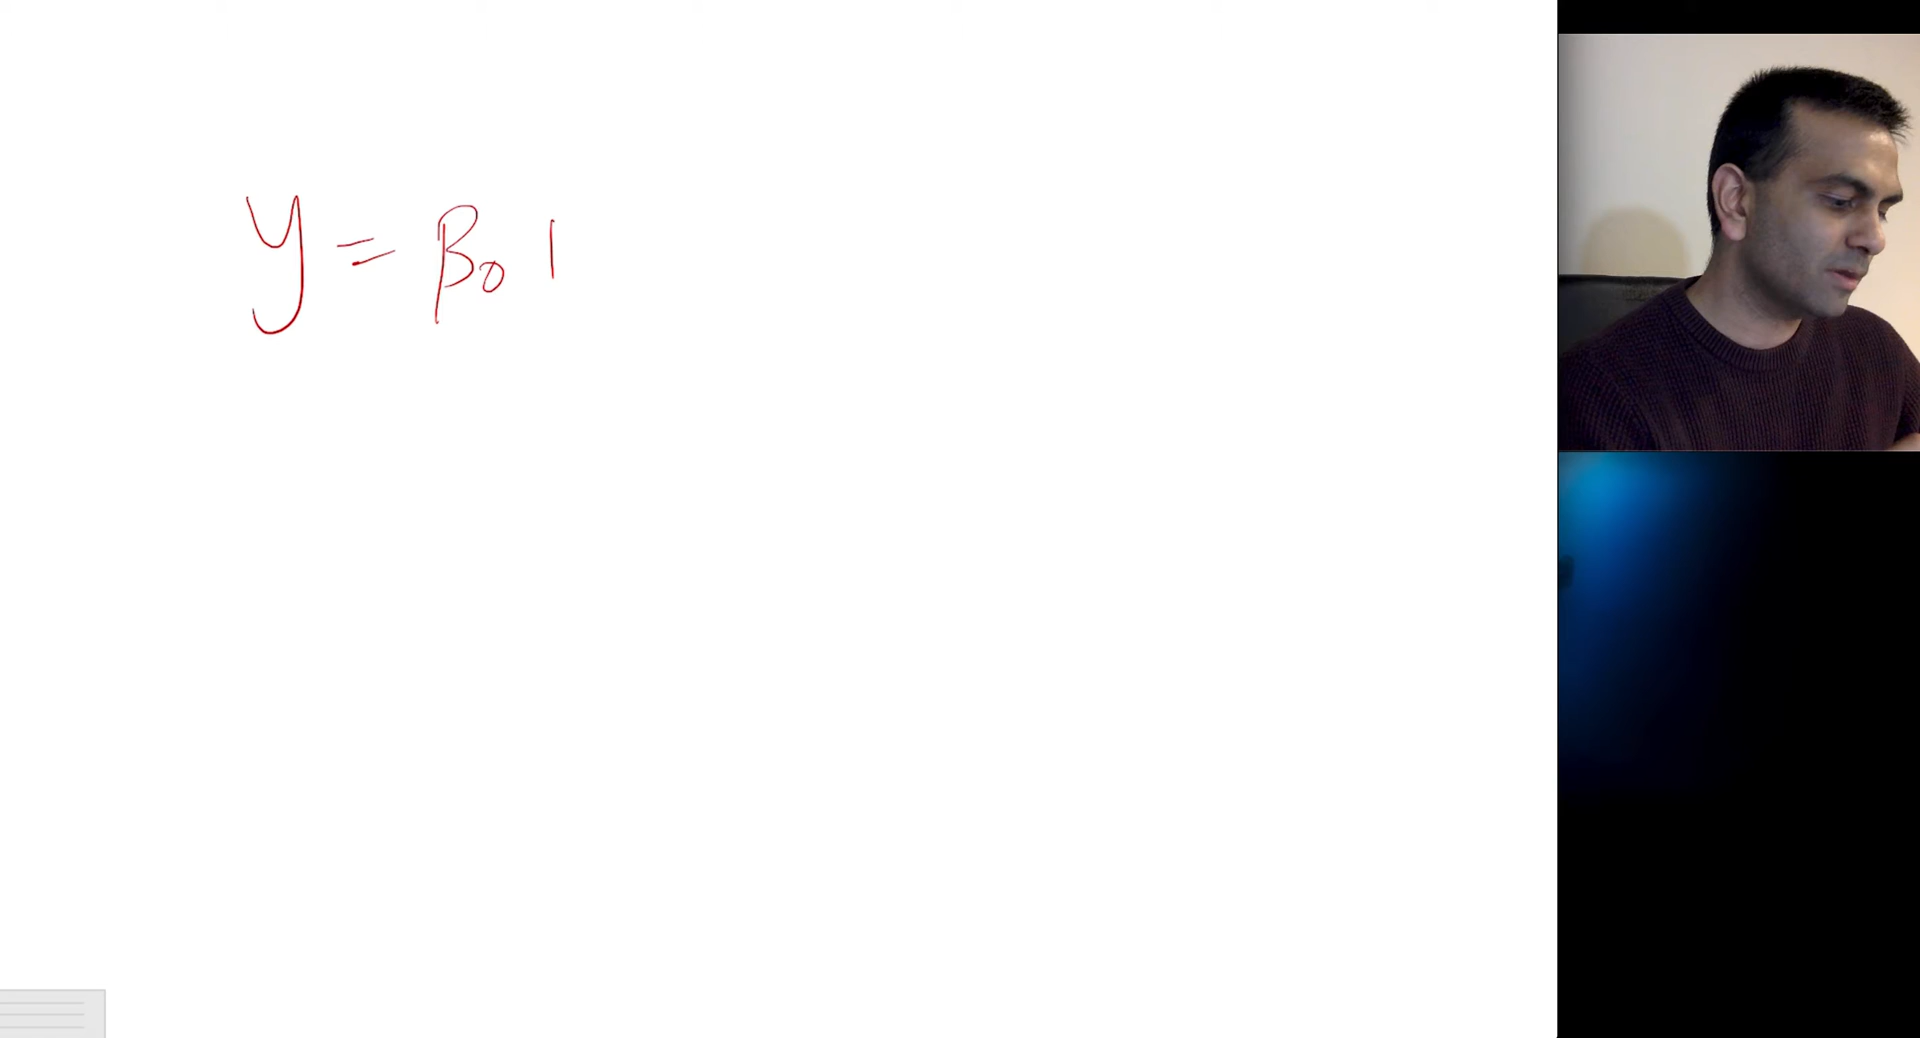 y = β₀ |